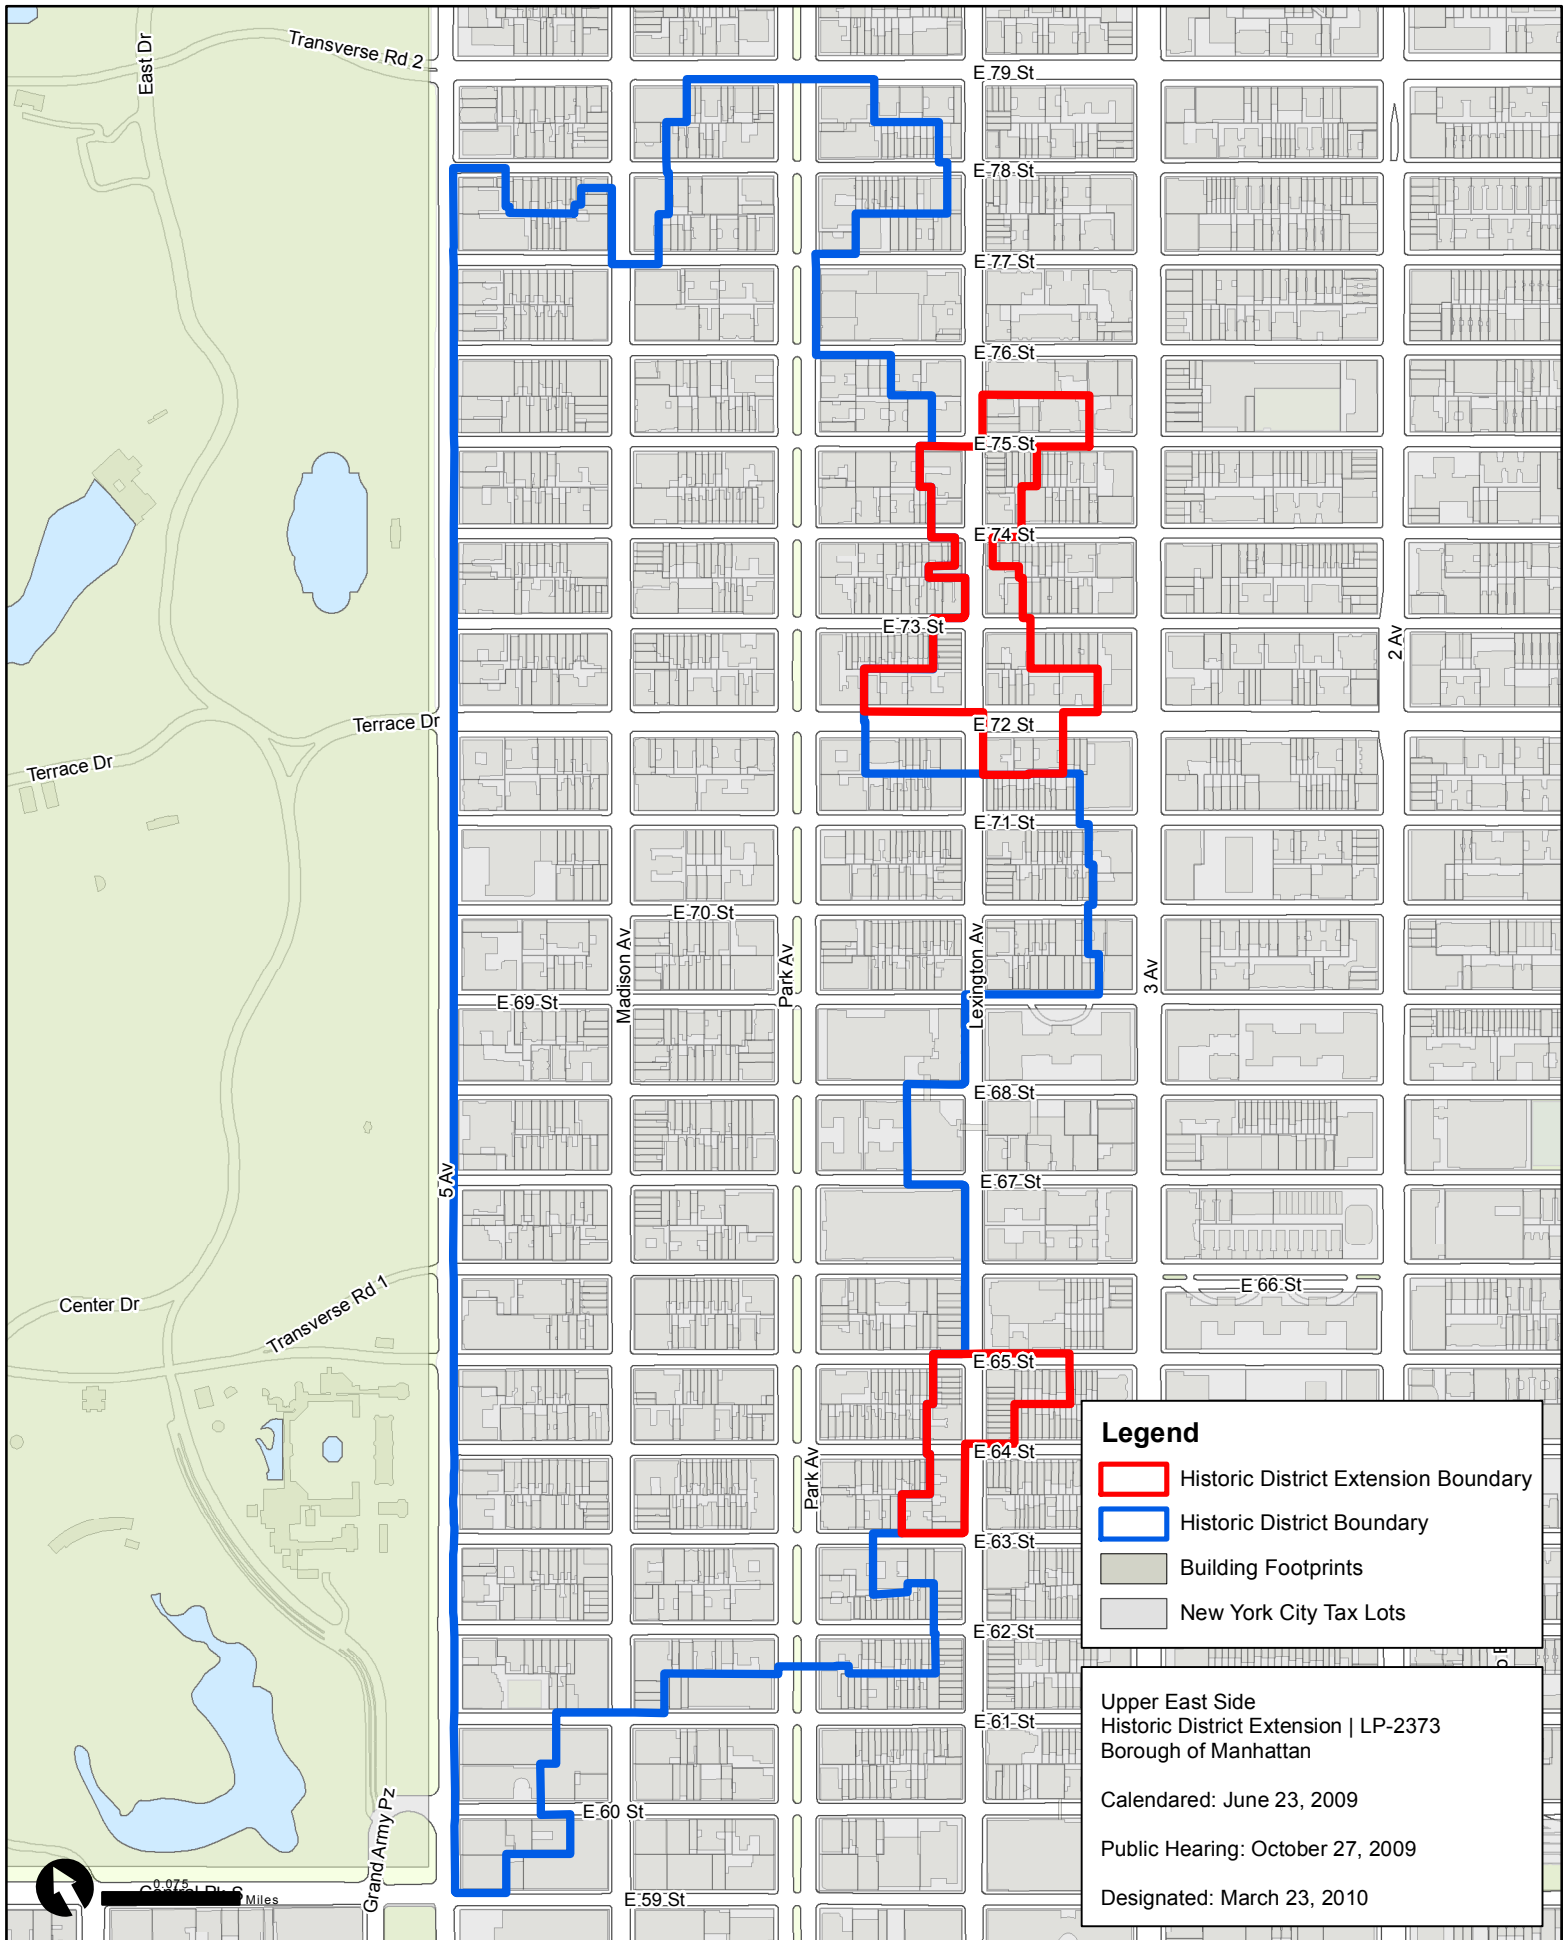 Transverse Rd 2
East Dr
E 79 St
E 78 St
E 77 St
E 76 St
E 75 St
E 74 St
E 73 St
2 Av
E 72 St
Terrace Dr
Terrace Dr
E 71 St
E 70 St
Madison Av
Park Av
Lexington Av
3 Av
E 69 St
E 68 St
5 Av
E 67 St
E 66 St
Center Dr
Transverse Rd 1
E 65 St
E 64 St
Park Av
E 63 St
E 62 St
E 61 St
E 60 St
Grand Army Pz
E 59 St
0.075
Miles
Legend
Historic District Extension Boundary
Historic District Boundary
Building Footprints
New York City Tax Lots
Upper East Side
Historic District Extension | LP-2373
Borough of Manhattan
Calendared: June 23, 2009
Public Hearing: October 27, 2009
Designated: March 23, 2010